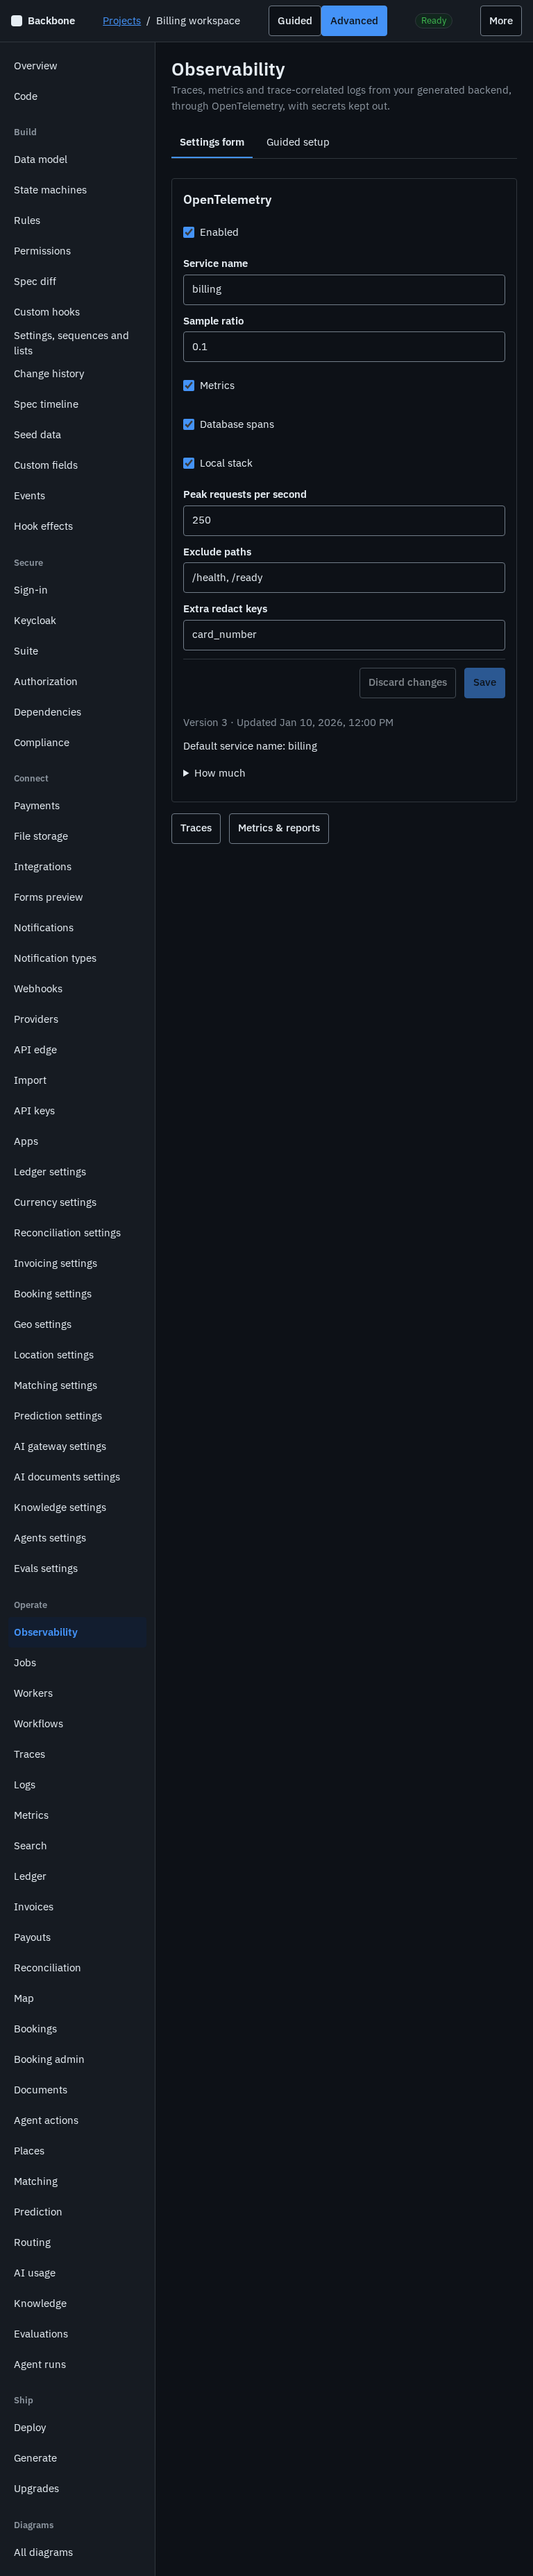 Backbone
Projects / Billing workspace
Guided
Advanced
Ready
More
Overview
Code
Build
Data model
State machines
Rules
Permissions
Spec diff
Custom hooks
Settings, sequences and
lists
Change history
Spec timeline
Seed data
Custom fields
Events
Hook effects
Secure
Sign-in
Keycloak
Suite
Authorization
Dependencies
Compliance
Connect
Payments
File storage
Integrations
Forms preview
Notifications
Notification types
Webhooks
Providers
API edge
Import
API keys
Apps
Ledger settings
Currency settings
Reconciliation settings
Invoicing settings
Booking settings
Geo settings
Location settings
Matching settings
Prediction settings
AI gateway settings
AI documents settings
Knowledge settings
Agents settings
Evals settings
Operate
Observability
Jobs
Workers
Workflows
Traces
Logs
Metrics
Search
Ledger
Invoices
Payouts
Reconciliation
Map
Bookings
Booking admin
Documents
Agent actions
Places
Matching
Prediction
Routing
AI usage
Knowledge
Evaluations
Agent runs
Ship
Deploy
Generate
Upgrades
Diagrams
All diagrams
Observability
Traces, metrics and trace-correlated logs from your generated backend,
through OpenTelemetry, with secrets kept out.
Settings form
Guided setup
OpenTelemetry
Enabled
Service name
billing
Sample ratio
0.1
Metrics
Database spans
Local stack
Peak requests per second
250
Exclude paths
/health, /ready
Extra redact keys
card_number
Discard changes
Save
Version 3 · Updated Jan 10, 2026, 12:00 PM
Default service name: billing
How much
Traces
Metrics & reports